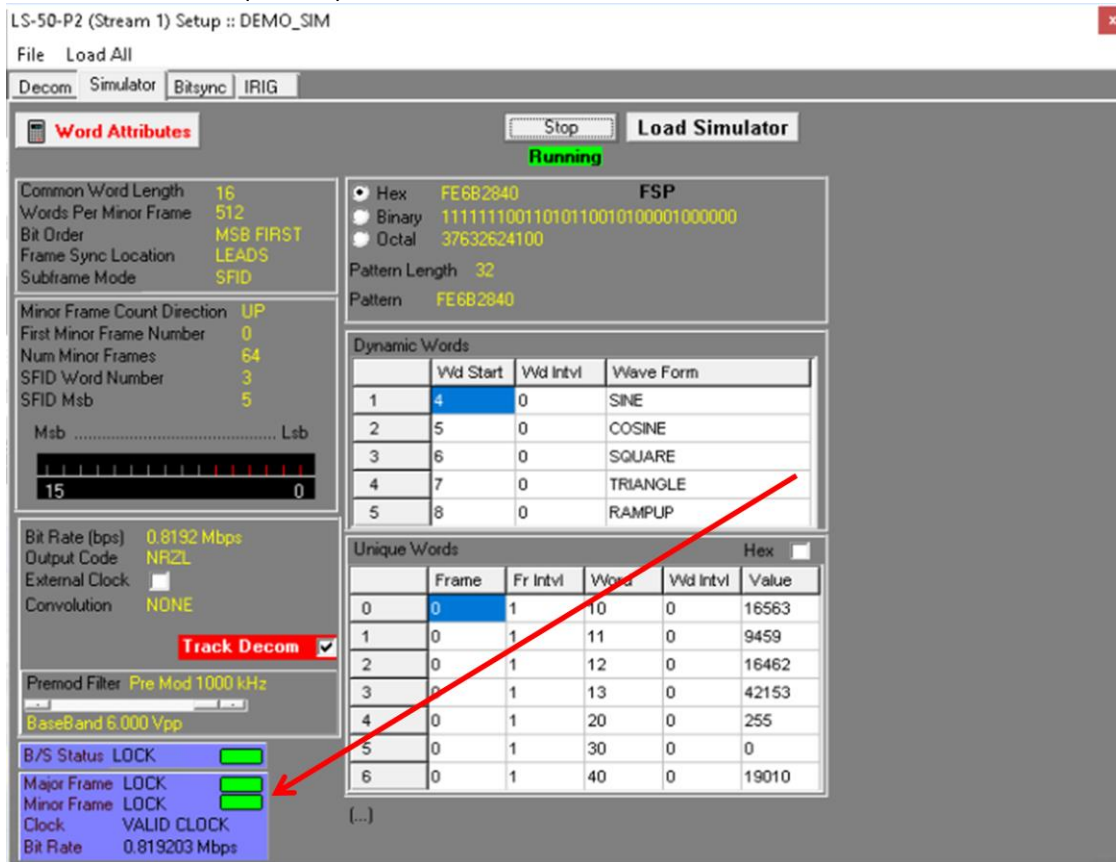 LS-50-P2 (Stream 1) Setup :: DEMO_SIM
x
File Load All
Decom Simulator Bitsync IRIG
Word Attributes
Stop Load Simulator
Running
Common Word Length 16
Words Per Minor Frame 512
Bit Order MSB FIRST
Frame Sync Location LEADS
Subframe Mode SFID
Minor Frame Count Direction UP
First Minor Frame Number 0
Num Minor Frames 64
SFID Word Number 3
SFID Msb 5
Msb ................................................ Lsb
15 0
Bit Rate (bps) 0.8192 Mbps
Output Code NRZL
External Clock
Convolution NONE
Track Decom
Premod Filter Pre Mod 1000 kHz
BaseBand 6.000 Vpp
B/S Status LOCK
Major Frame LOCK
Minor Frame LOCK
Clock VALID CLOCK
Bit Rate 0.819203 Mbps
Hex FE6B2840 FSP
Binary 11111110011010110010100001000000
Octal 37632624100
Pattern Length 32
Pattern FE6B2840
Dynamic Words
Wd Start Wd Intvl Wave Form
1 4 0 SINE
2 5 0 COSINE
3 6 0 SQUARE
4 7 0 TRIANGLE
5 8 0 RAMPUP
Unique Words Hex
Frame Fr Intvl Word Wd Intvl Value
0 0 1 10 0 16563
1 0 1 11 0 9459
2 0 1 12 0 16462
3 0 1 13 0 42153
4 0 1 20 0 255
5 0 1 30 0 0
6 0 1 40 0 19010
(...)